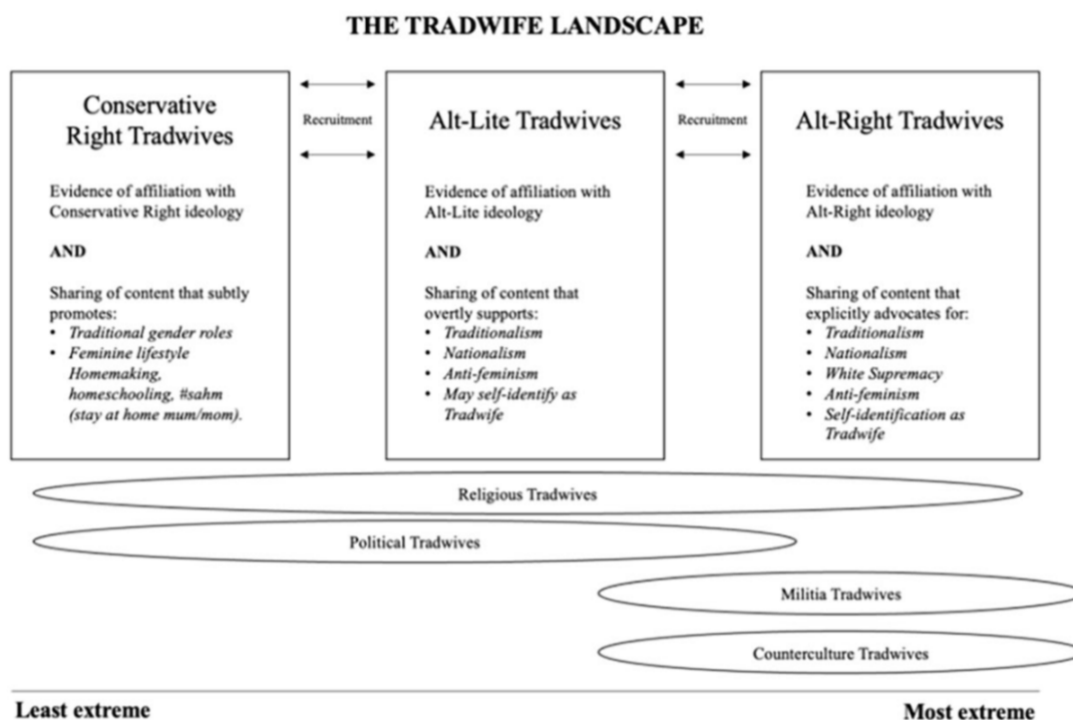 THE TRADWIFE LANDSCAPE
Conservative
Right Tradwives
Evidence of affiliation with
Conservative Right ideology
AND
Sharing of content that subtly
promotes:
• Traditional gender roles
• Feminine lifestyle
Homemaking,
homeschooling, #sahm
(stay at home mum/mom).
Recruitment
Alt-Lite Tradwives
Evidence of affiliation with
Alt-Lite ideology
AND
Sharing of content that
overtly supports:
• Traditionalism
• Nationalism
• Anti-feminism
• May self-identify as
Tradwife
Recruitment
Alt-Right Tradwives
Evidence of affiliation with
Alt-Right ideology
AND
Sharing of content that
explicitly advocates for:
• Traditionalism
• Nationalism
• White Supremacy
• Anti-feminism
• Self-identification as
Tradwife
Religious Tradwives
Political Tradwives
Militia Tradwives
Counterculture Tradwives
Least extreme
Most extreme